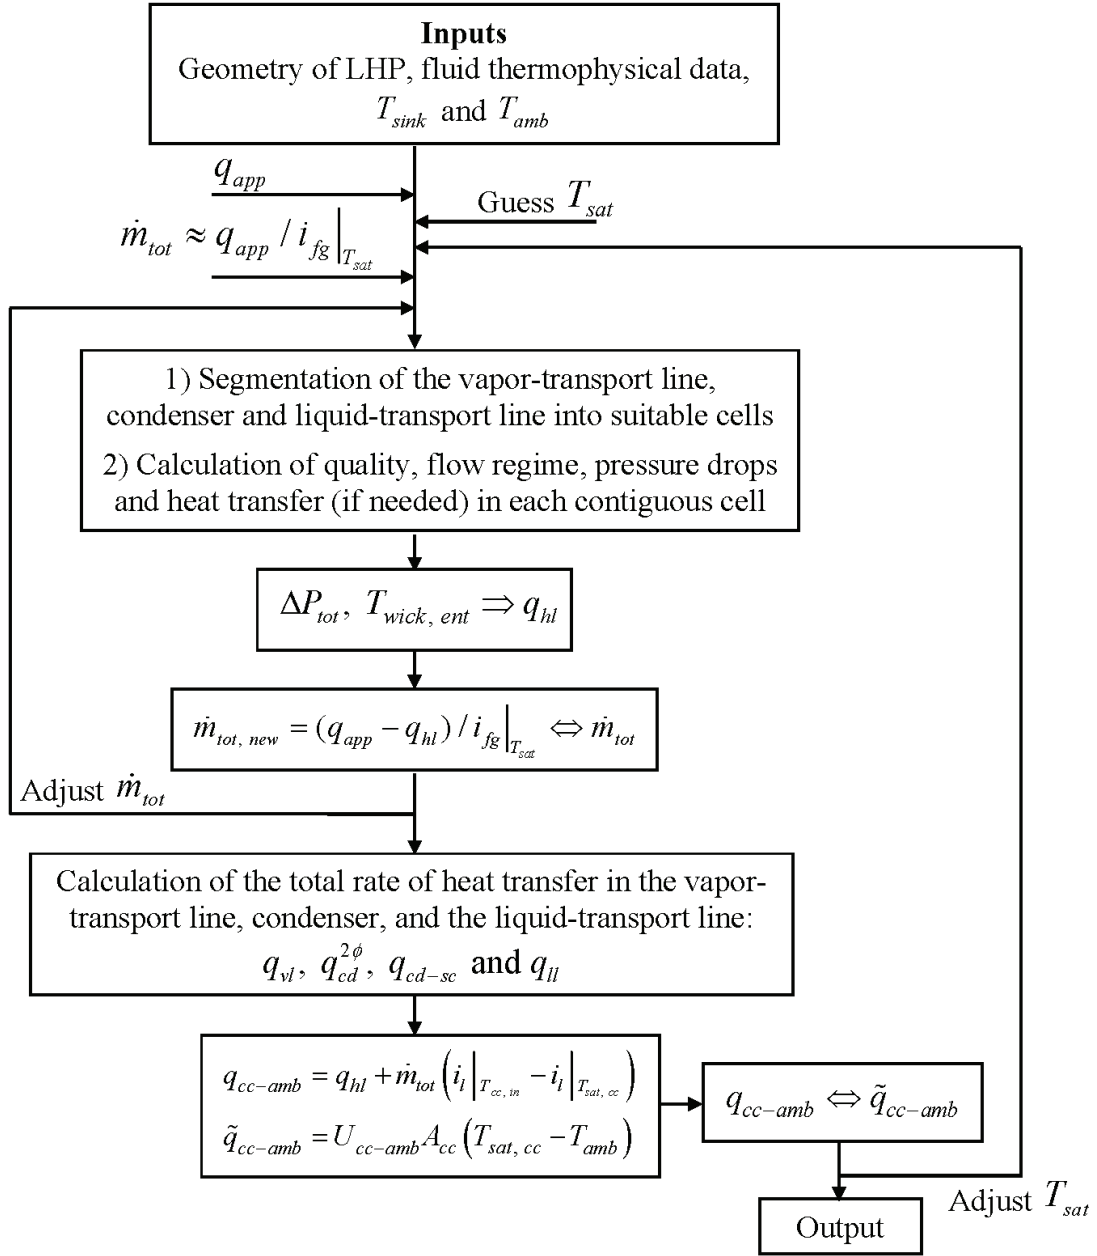 Inputs
Geometry of LHP, fluid thermophysical data,
T_sink and T_amb
q_app
Guess T_sat
ṁ_tot ≈ q_app / i_fg|_T_sat
1) Segmentation of the vapor-transport line,
condenser and liquid-transport line into suitable cells
2) Calculation of quality, flow regime, pressure drops
and heat transfer (if needed) in each contiguous cell
ΔP_tot, T_wick, ent ⇒ q_hl
ṁ_tot, new = (q_app − q_hl) / i_fg|_T_sat ⇔ ṁ_tot
Adjust ṁ_tot
Calculation of the total rate of heat transfer in the vapor-
transport line, condenser, and the liquid-transport line:
q_vl, q_cd^2ϕ, q_cd−sc and q_ll
q_cc−amb = q_hl + ṁ_tot (i_l|_T_cc, in − i_l|_T_sat, cc)
q̃_cc−amb = U_cc−amb A_cc (T_sat, cc − T_amb)
q_cc−amb ⇔ q̃_cc−amb
Adjust T_sat
Output